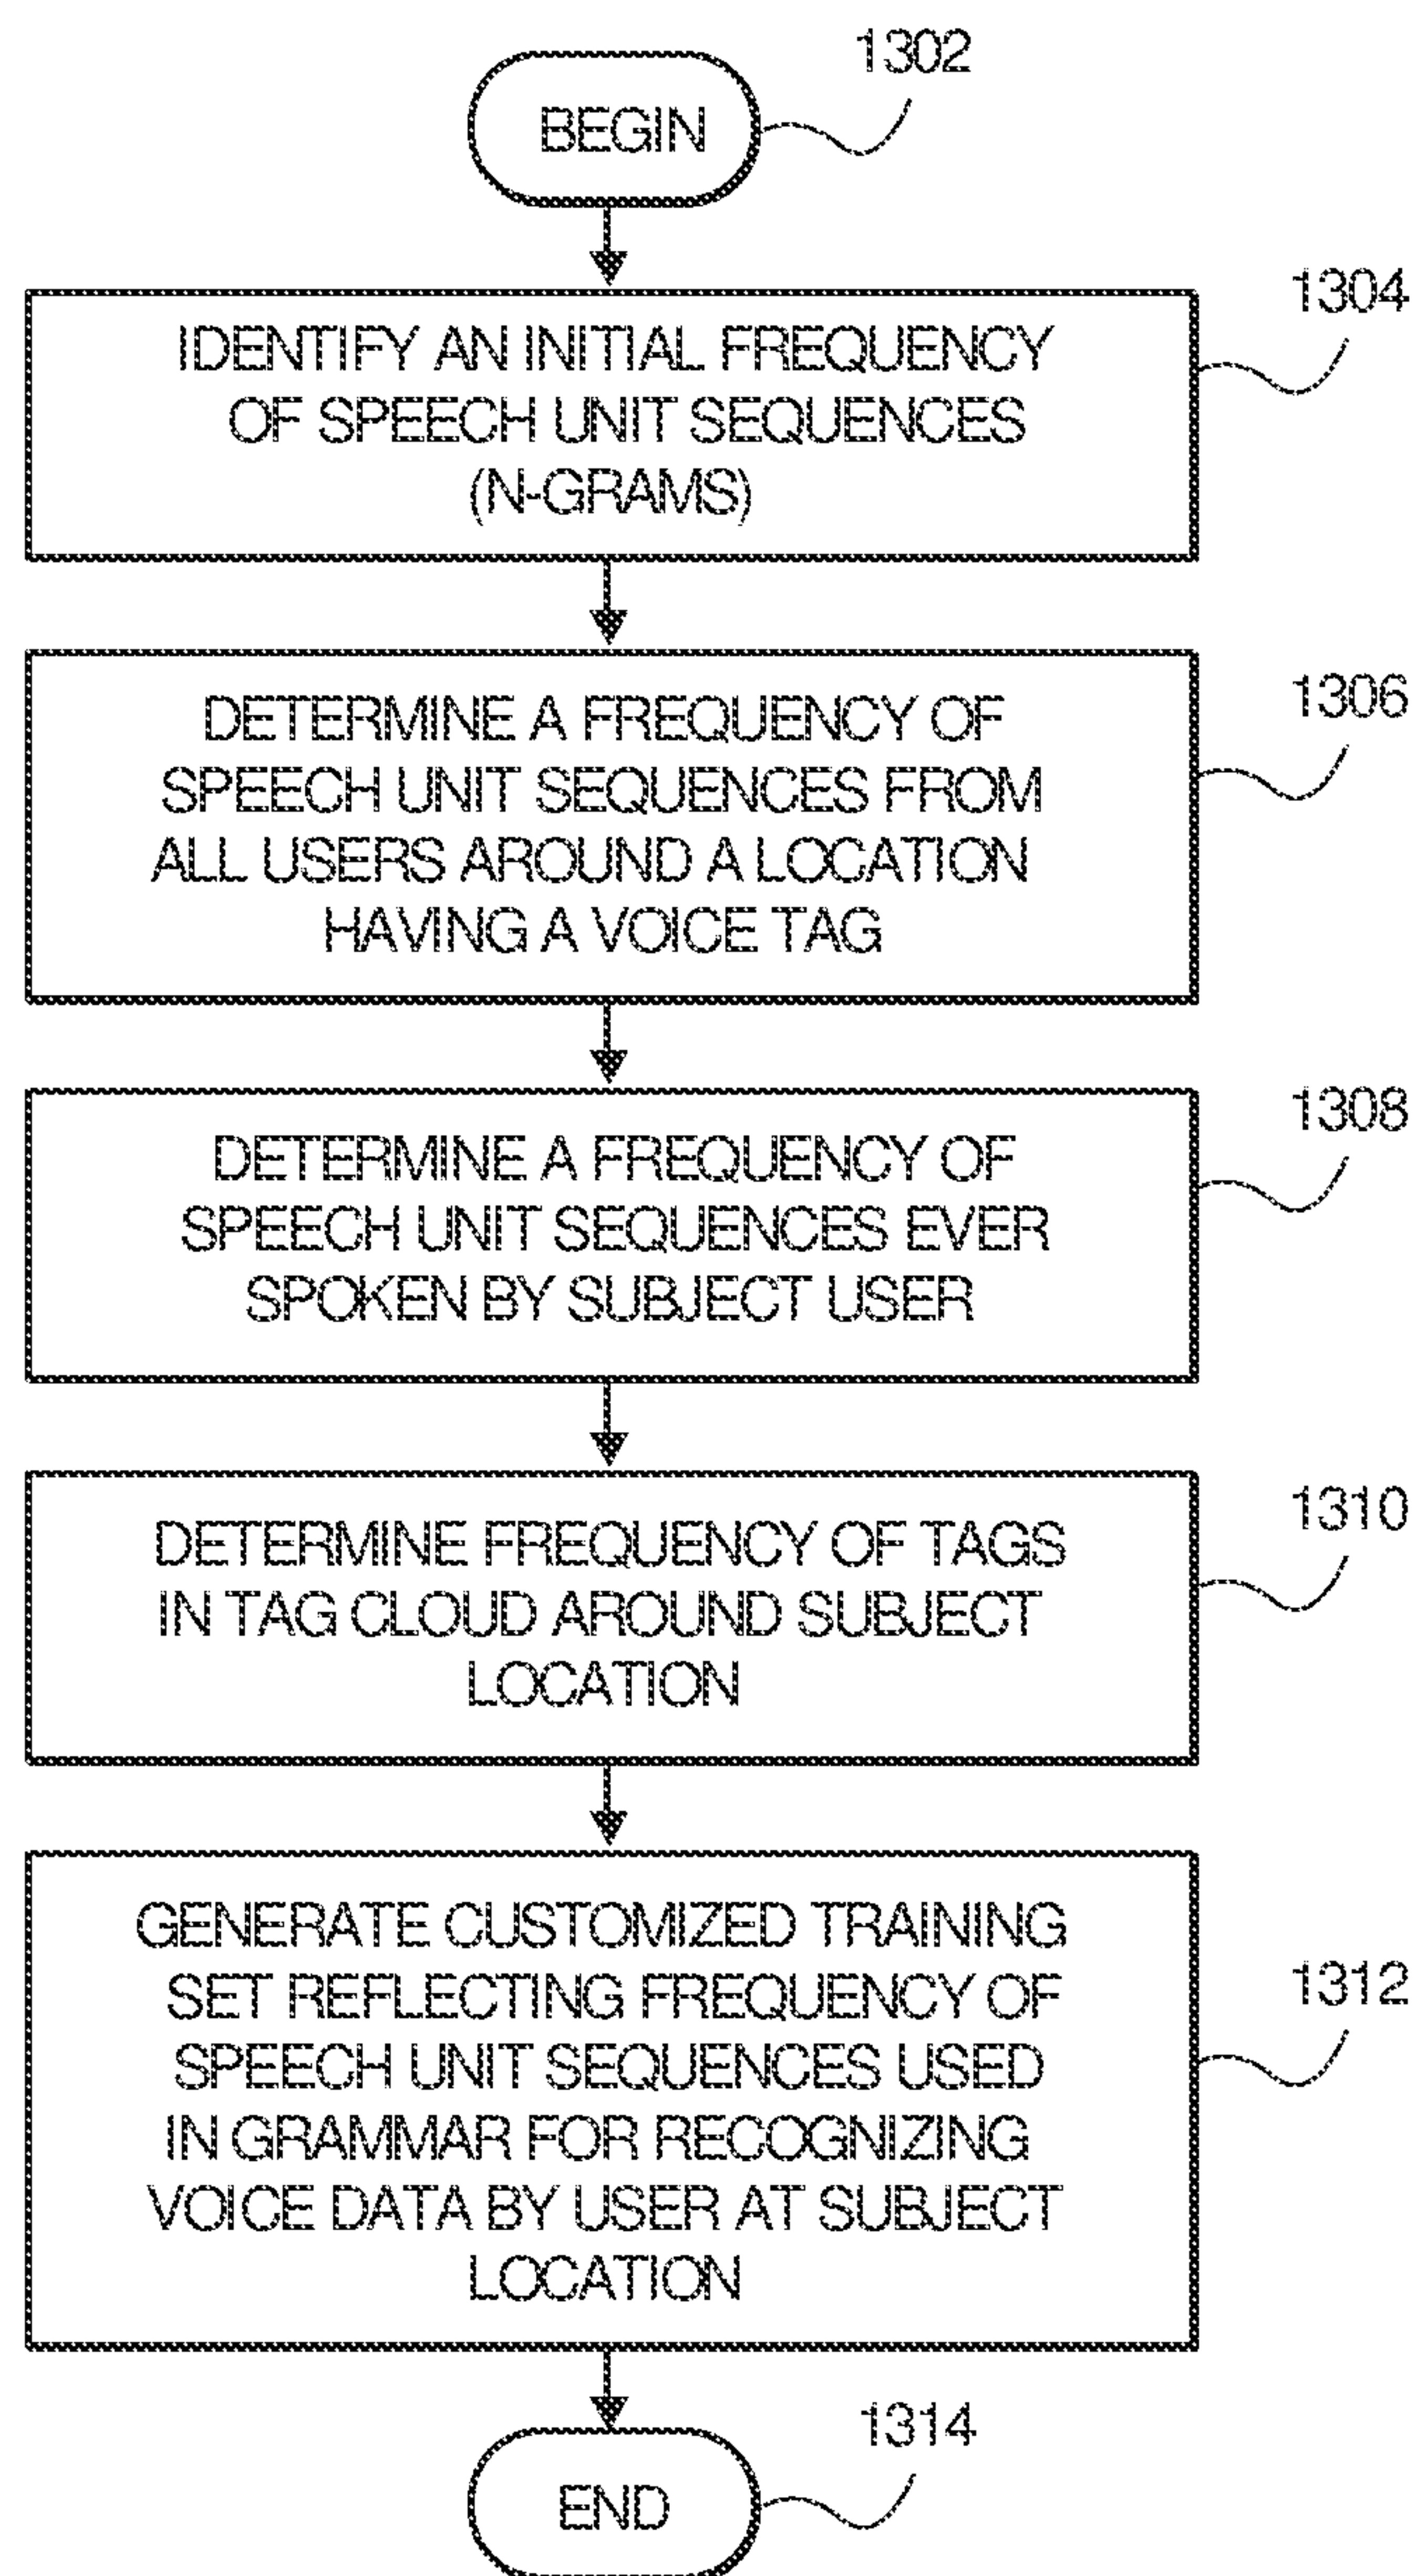 1302
BEGIN
1304
IDENTIFY AN INITIAL FREQUENCY
OF SPEECH UNIT SEQUENCES
(N-GRAMS)
1306
DETERMINE A FREQUENCY OF
SPEECH UNIT SEQUENCES FROM
ALL USERS AROUND A LOCATION
HAVING A VOICE TAG
1308
DETERMINE A FREQUENCY OF
SPEECH UNIT SEQUENCES EVER
SPOKEN BY SUBJECT USER
1310
DETERMINE FREQUENCY OF TAGS
IN TAG CLOUD AROUND SUBJECT
LOCATION
1312
GENERATE CUSTOMIZED TRAINING
SET REFLECTING FREQUENCY OF
SPEECH UNIT SEQUENCES USED
IN GRAMMAR FOR RECOGNIZING
VOICE DATA BY USER AT SUBJECT
LOCATION
1314
END